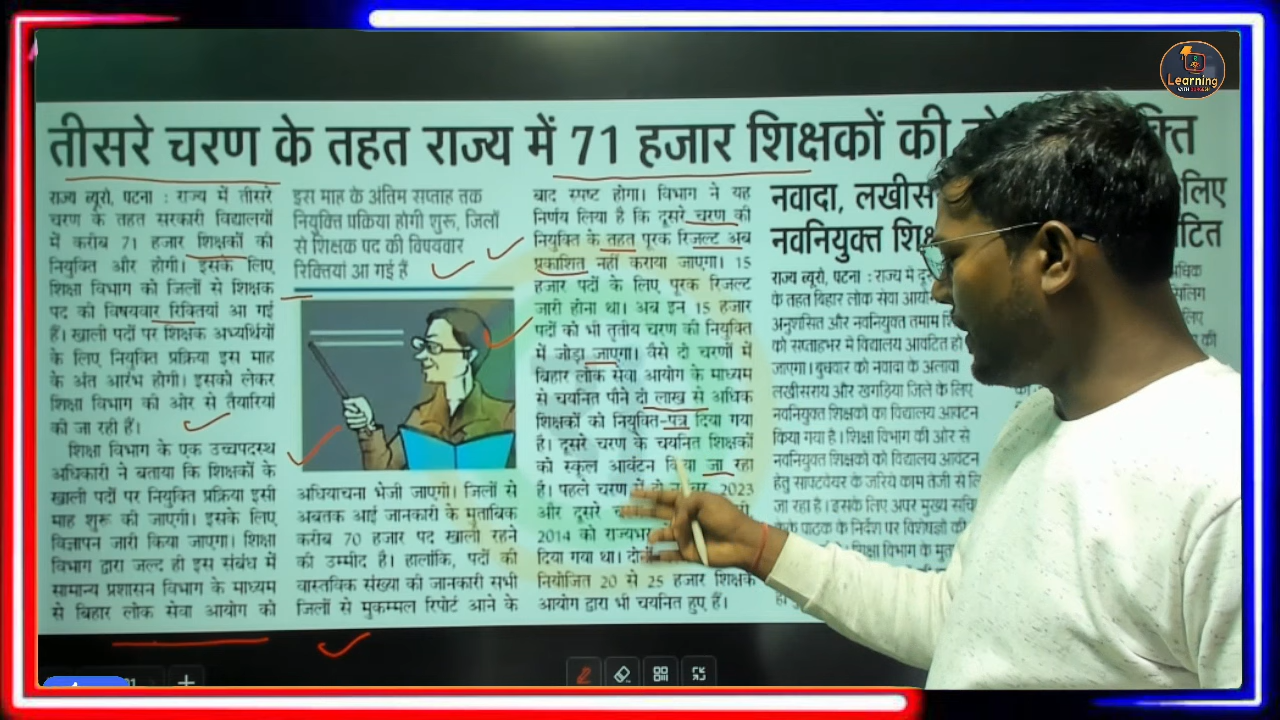 Learning
तीसरे चरण के तहत राज्य में 71 हजार शिक्षकों की
राज्य ब्यूरो, पटना : राज्य में तीसरे
चरण के तहत सरकारी विद्यालयों
में करीब 71 हजार शिक्षकों की
नियुक्ति और होगी। इसके लिए
शिक्षा विभाग को जिलों से शिक्षक
पद की विषयवार रिक्तियां आ गई
हैं। खाली पदों पर शिक्षक अभ्यर्थियों
के लिए नियुक्ति प्रक्रिया इस माह
के अंत आरंभ होगी। इसको लेकर
शिक्षा विभाग की ओर से तैयारियां
की जा रही हैं।
शिक्षा विभाग के एक उच्चपदस्थ
अधिकारी ने बताया कि शिक्षकों के
खाली पदों पर नियुक्ति प्रक्रिया इसी
माह शुरू की जाएगी। इसके लिए
विज्ञापन जारी किया जाएगा। शिक्षा
विभाग द्वारा जल्द ही इस संबंध में
सामान्य प्रशासन विभाग के माध्यम
से बिहार लोक सेवा आयोग को
इस माह के अंतिम सप्ताह तक
नियुक्ति प्रक्रिया होगी शुरू, जिलों
से शिक्षक पद की विषयवार
रिक्तियां आ गई हैं
अधियाचना भेजी जाएगी। जिलों से
अबतक आई जानकारी के मुताबिक
करीब 70 हजार पद खाली रहने
की उम्मीद है। हालांकि, पदों की
वास्तविक संख्या की जानकारी सभी
जिलों से मुकम्मल रिपोर्ट आने के
बाद स्पष्ट होगा। विभाग ने यह
निर्णय लिया है कि दूसरे चरण की
नियुक्ति के तहत पूरक रिजल्ट अब
प्रकाशित नहीं कराया जाएगा। 15
हजार पदों के लिए पूरक रिजल्ट
जारी होना था। अब इन 15 हजार
पदों को भी तृतीय चरण की नियुक्ति
में जोड़ा जाएगा। वैसे दो चरणों में
बिहार लोक सेवा आयोग के माध्यम
से चयनित पौने दो लाख से अधिक
शिक्षकों को नियुक्ति-पत्र दिया गया
है। दूसरे चरण के चयनित शिक्षकों
को स्कूल आवंटन किया जा रहा
है। पहले चरण में 2023
और दूसरे
2014 को राज्यभर
दिया गया था।
नियोजित 20 से 25 हजार शिक्षक
आयोग द्वारा भी चयनित हुए हैं।
नवादा, लखीस लिए
नवनियुक्त टित
राज्य ब्यूरो, पटना : राज्य में
के तहत बिहार लोक सेवा
अनुशंसित और नवनियुक्त तमाम
को सप्ताहभर में विद्यालय आवंटित
जाएगा। बुधवार को नवादा के अलावा
लखीसराय और खगड़िया जिले के लिए
नवनियुक्त शिक्षकों का विद्यालय आवंटन
किया गया है। शिक्षा विभाग की ओर से
नवनियुक्त शिक्षकों को विद्यालय आवंटन
हेतु साफ्टवेयर के जरिये काम तेजी से
जा रहा है। इसके लिए अपर मुख्य
केके पाठक के निर्देश पर विशेषज्ञों की
शिक्षा विभाग के